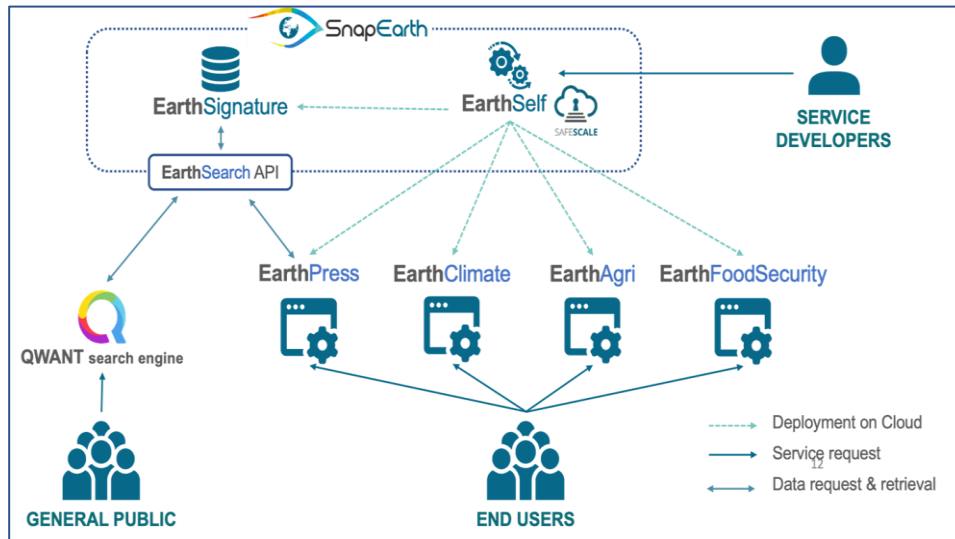 SnapEarth
EarthSignature
EarthSelf
SAFESCALE
SERVICE
DEVELOPERS
EarthSearch API
EarthPress
EarthClimate
EarthAgri
EarthFoodSecurity
QWANT search engine
Deployment on Cloud
Service request
12
Data request & retrieval
GENERAL PUBLIC
END USERS